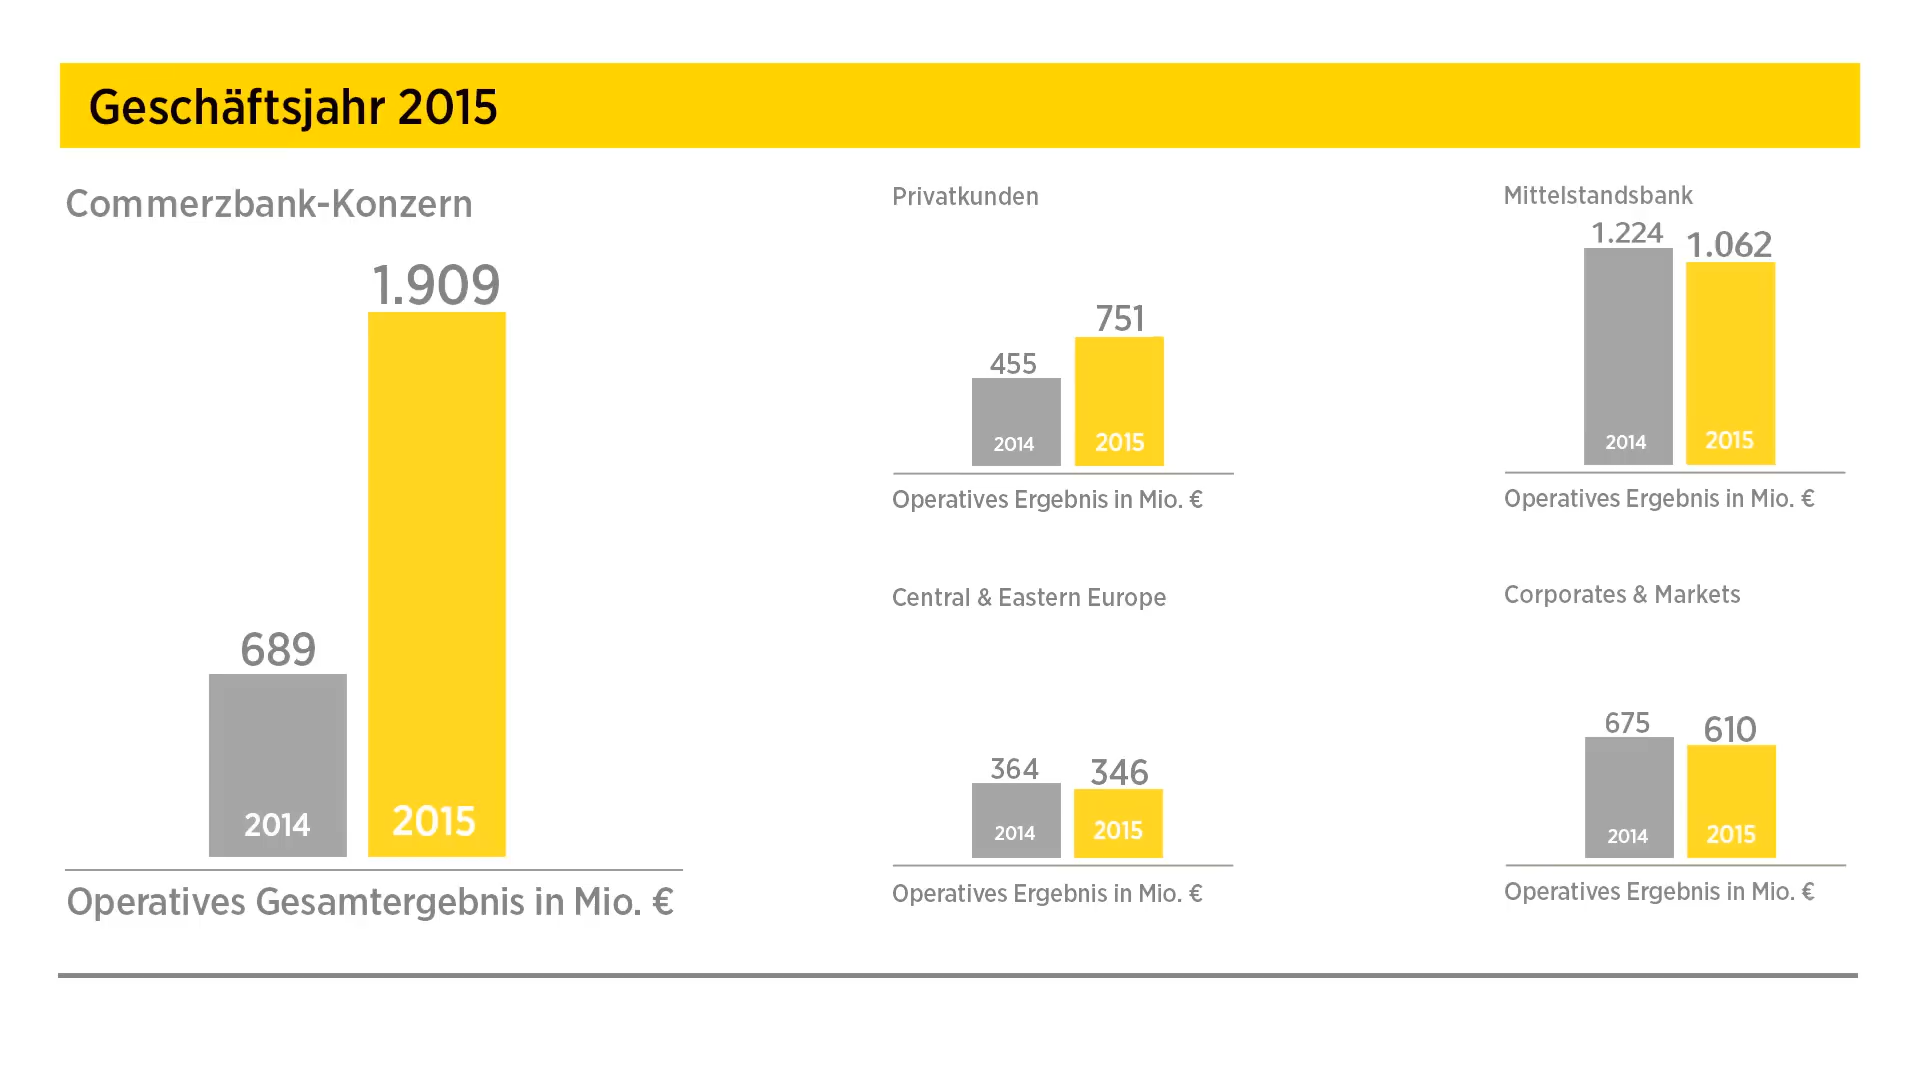 Geschäftsjahr 2015
Commerzbank-Konzern
1.909
689
2014
2015
Operatives Gesamtergebnis in Mio. €
Privatkunden
751
455
2014
2015
Operatives Ergebnis in Mio. €
Mittelstandsbank
1.224
1.062
2014
2015
Operatives Ergebnis in Mio. €
Central & Eastern Europe
364
346
2014
2015
Operatives Ergebnis in Mio. €
Corporates & Markets
675
610
2014
2015
Operatives Ergebnis in Mio. €